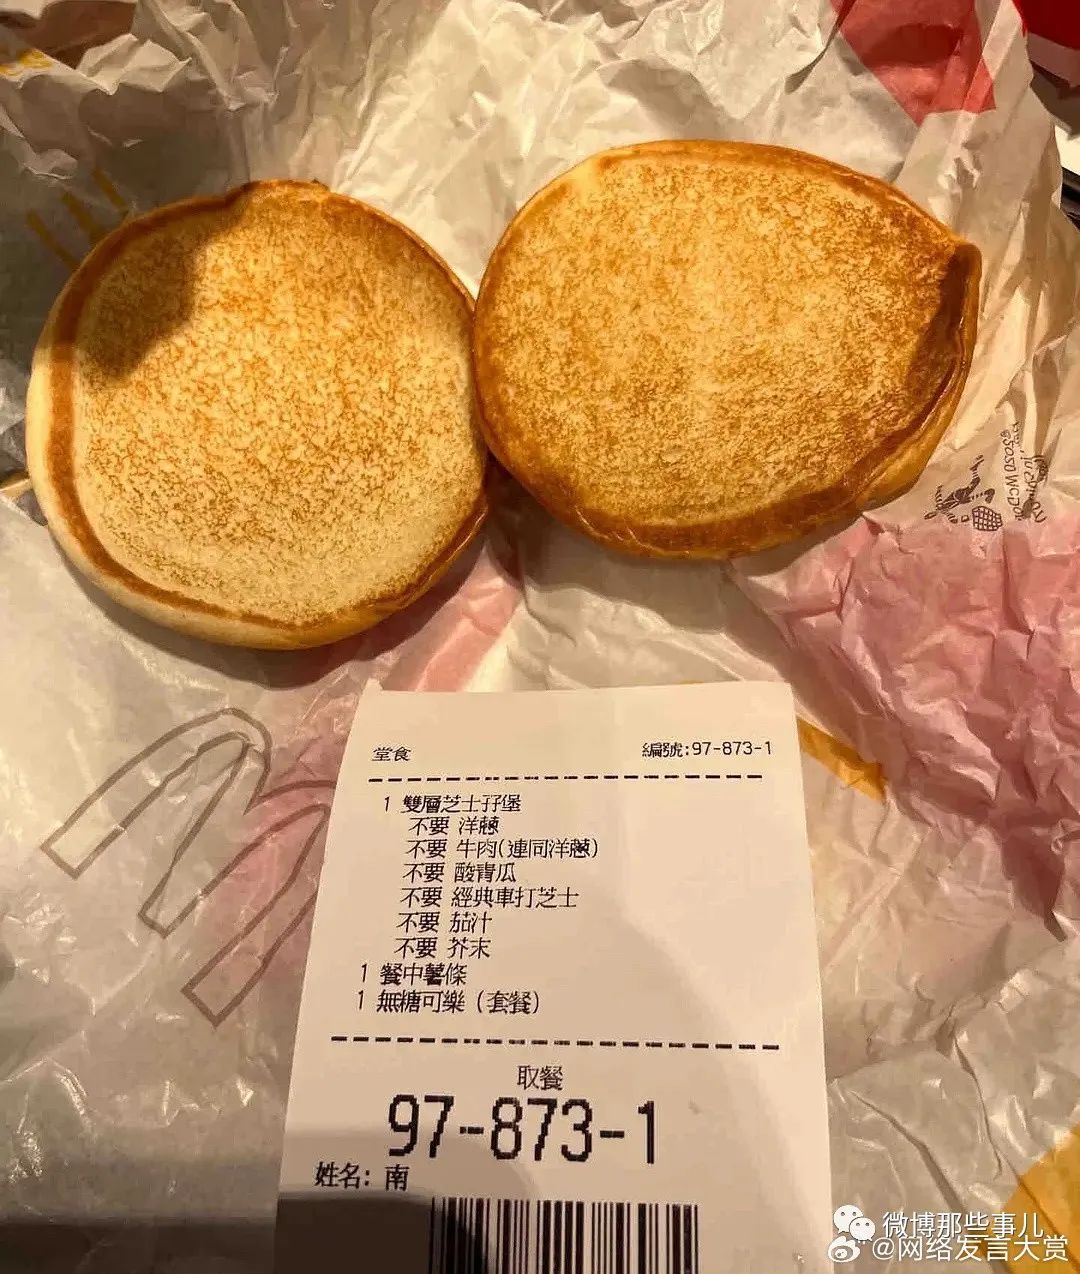 堂食 編號:97-873-1
1 雙層芝士孖堡
不要 洋蔥
不要 牛肉(連同洋蔥)
不要 酸青瓜
不要 經典車打芝士
不要 茄汁
不要 芥末
1 餐中薯條
1 無糖可樂 (套餐)
取餐
97-873-1
姓名: 南
微博那些事儿
@网络发言大赏